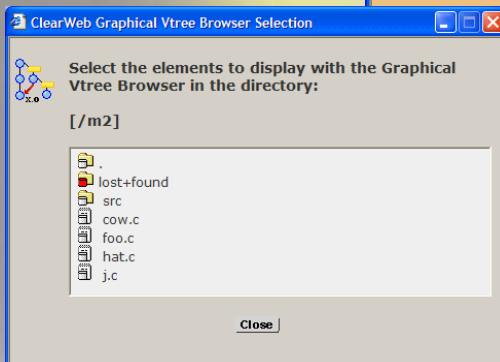 ClearWeb Graphical Vtree Browser Selection
Select the elements to display with the Graphical
Vtree Browser in the directory:
[/m2]
x.o
.
lost+found
src
cow.c
foo.c
hat.c
j.c
Close